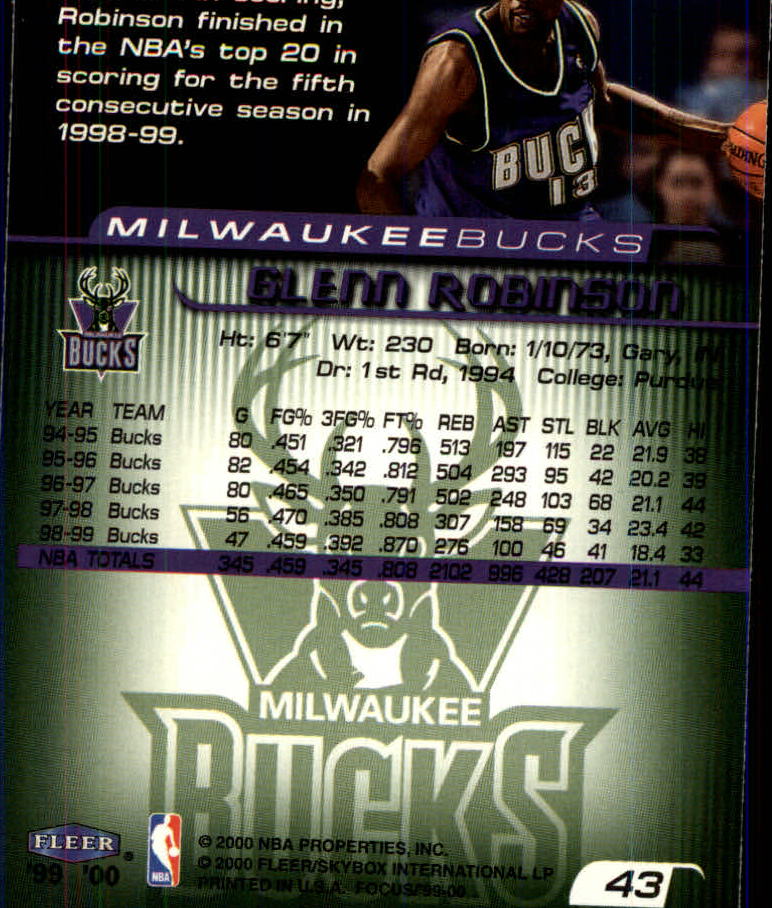 Robinson finished in
the NBA's top 20 in
scoring for the fifth
consecutive season in
1998-99.
BUC
13
MILWAUKEEBUCKS
GLENN ROBINSON
MILWAUKEE
BUCKS
Ht: 6'7" Wt: 230 Born: 1/10/73, Gary, IN
Dr: 1st Rd, 1994 College: Purdue
YEAR TEAM G FG% 3FG% FT% REB AST STL BLK AVG HI
94-95 Bucks 80 .451 .321 .796 513 197 115 22 21.9 38
95-96 Bucks 82 .454 .342 .812 504 293 95 42 20.2 39
96-97 Bucks 80 .465 .350 .791 502 248 103 68 21.1 44
97-98 Bucks 56 .470 .385 .808 307 158 69 34 23.4 42
98-99 Bucks 47 .459 .392 .870 276 100 46 41 18.4 33
NBA TOTALS 345 .459 .345 .808 2102 996 428 207 21.1 44
MILWAUKEE
BUCKS
FLEER ®
'99 '00
NBA
© 2000 NBA PROPERTIES, INC.
© 2000 FLEER/SKYBOX INTERNATIONAL LP
PRINTED IN U.S.A. FOCUS/99-00
43